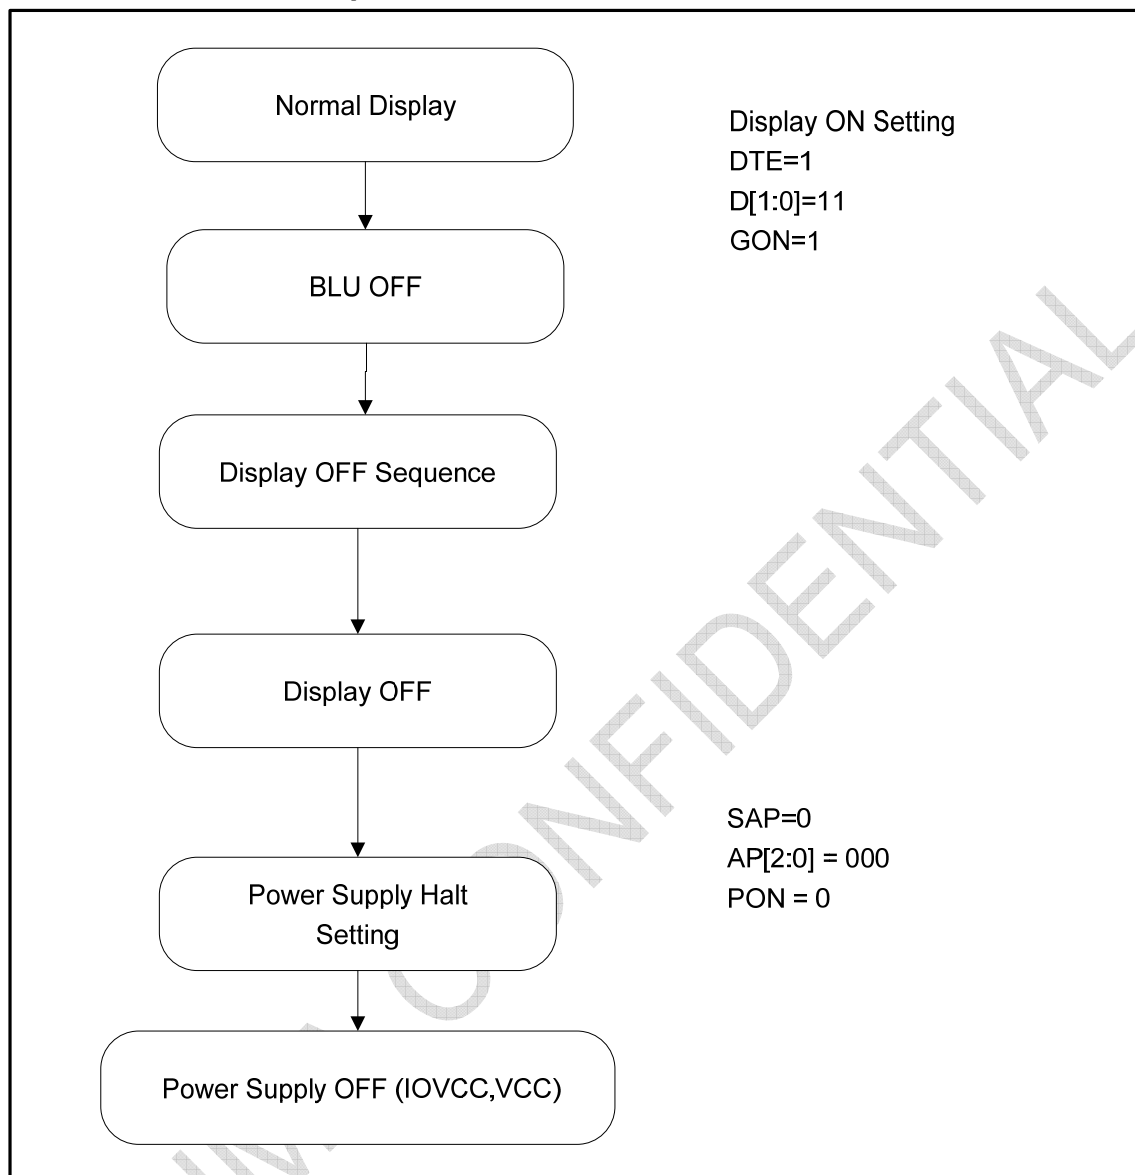 Normal Display
Display ON Setting
DTE=1
D[1:0]=11
GON=1
BLU OFF
Display OFF Sequence
Display OFF
SAP=0
AP[2:0] = 000
PON = 0
Power Supply Halt
Setting
Power Supply OFF (IOVCC,VCC)
CONFIDENTIAL